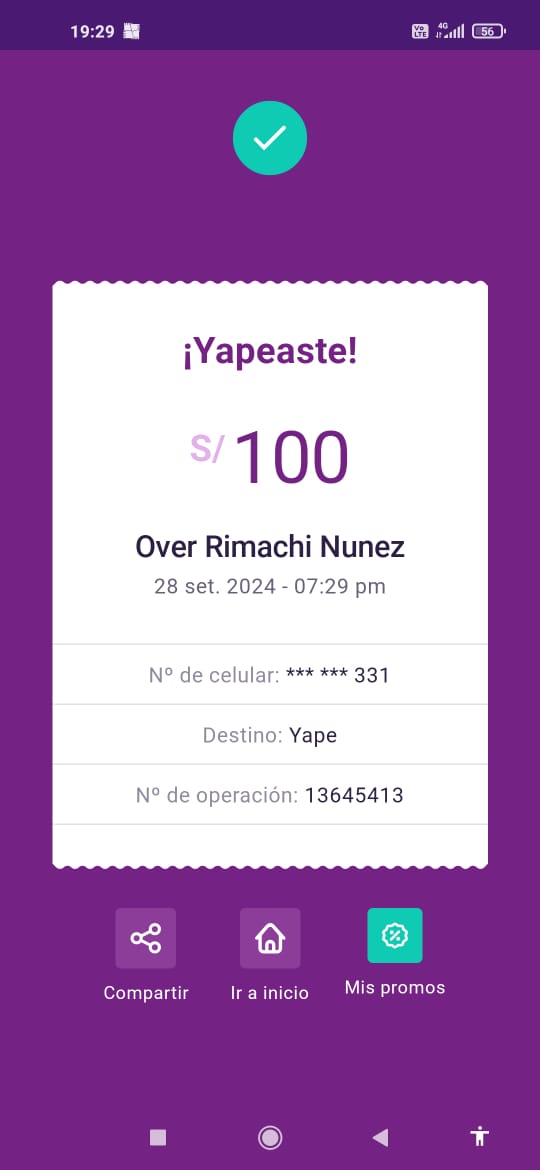 19:29 Vo LTE 4G 56
¡Yapeaste!
S/ 100
Over Rimachi Nunez
28 set. 2024 - 07:29 pm
Nº de celular: *** *** 331
Destino: Yape
Nº de operación: 13645413
Compartir Ir a inicio Mis promos